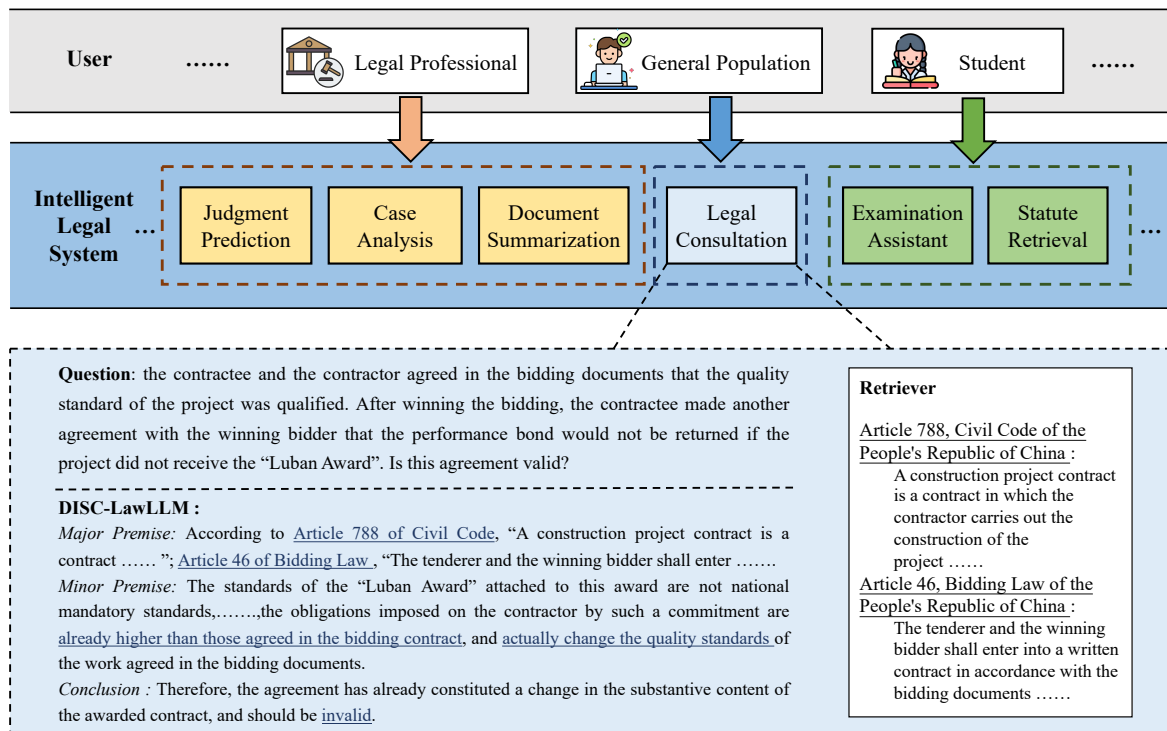 User
......
Legal Professional
General Population
Student
......
Intelligent
Legal
System
...
Judgment
Prediction
Case
Analysis
Document
Summarization
Legal
Consultation
Examination
Assistant
Statute
Retrieval
...
Question: the contractee and the contractor agreed in the bidding documents that the quality
standard of the project was qualified. After winning the bidding, the contractee made another
agreement with the winning bidder that the performance bond would not be returned if the
project did not receive the “Luban Award”. Is this agreement valid?
DISC-LawLLM :
Major Premise: According to Article 788 of Civil Code, “A construction project contract is a
contract …… ”; Article 46 of Bidding Law , “The tenderer and the winning bidder shall enter …….
Minor Premise: The standards of the “Luban Award” attached to this award are not national
mandatory standards,…….,the obligations imposed on the contractor by such a commitment are
already higher than those agreed in the bidding contract, and actually change the quality standards of
the work agreed in the bidding documents.
Conclusion : Therefore, the agreement has already constituted a change in the substantive content of
the awarded contract, and should be invalid.
Retriever
Article 788, Civil Code of the
People's Republic of China :
A construction project contract
is a contract in which the
contractor carries out the
construction of the
project ……
Article 46, Bidding Law of the
People's Republic of China :
The tenderer and the winning
bidder shall enter into a written
contract in accordance with the
bidding documents ……